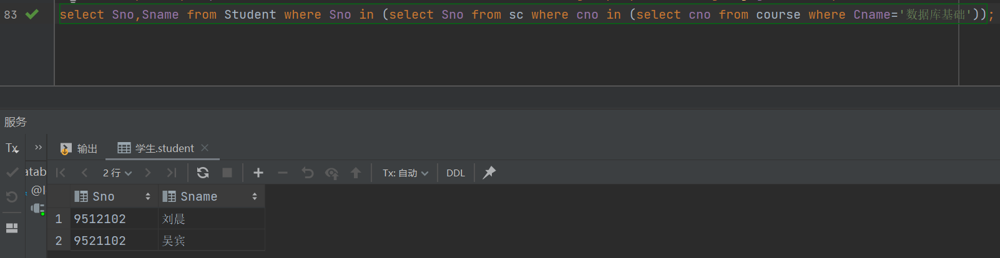 83 select Sno,Sname from Student where Sno in (select Sno from sc where cno in (select cno from course where Cname='数据库基础'));
服务
Tx
输出 学生.student
2 行 Tx: 自动 DDL
atab
@l
Sno Sname
1 9512102 刘晨
2 9521102 吴宾